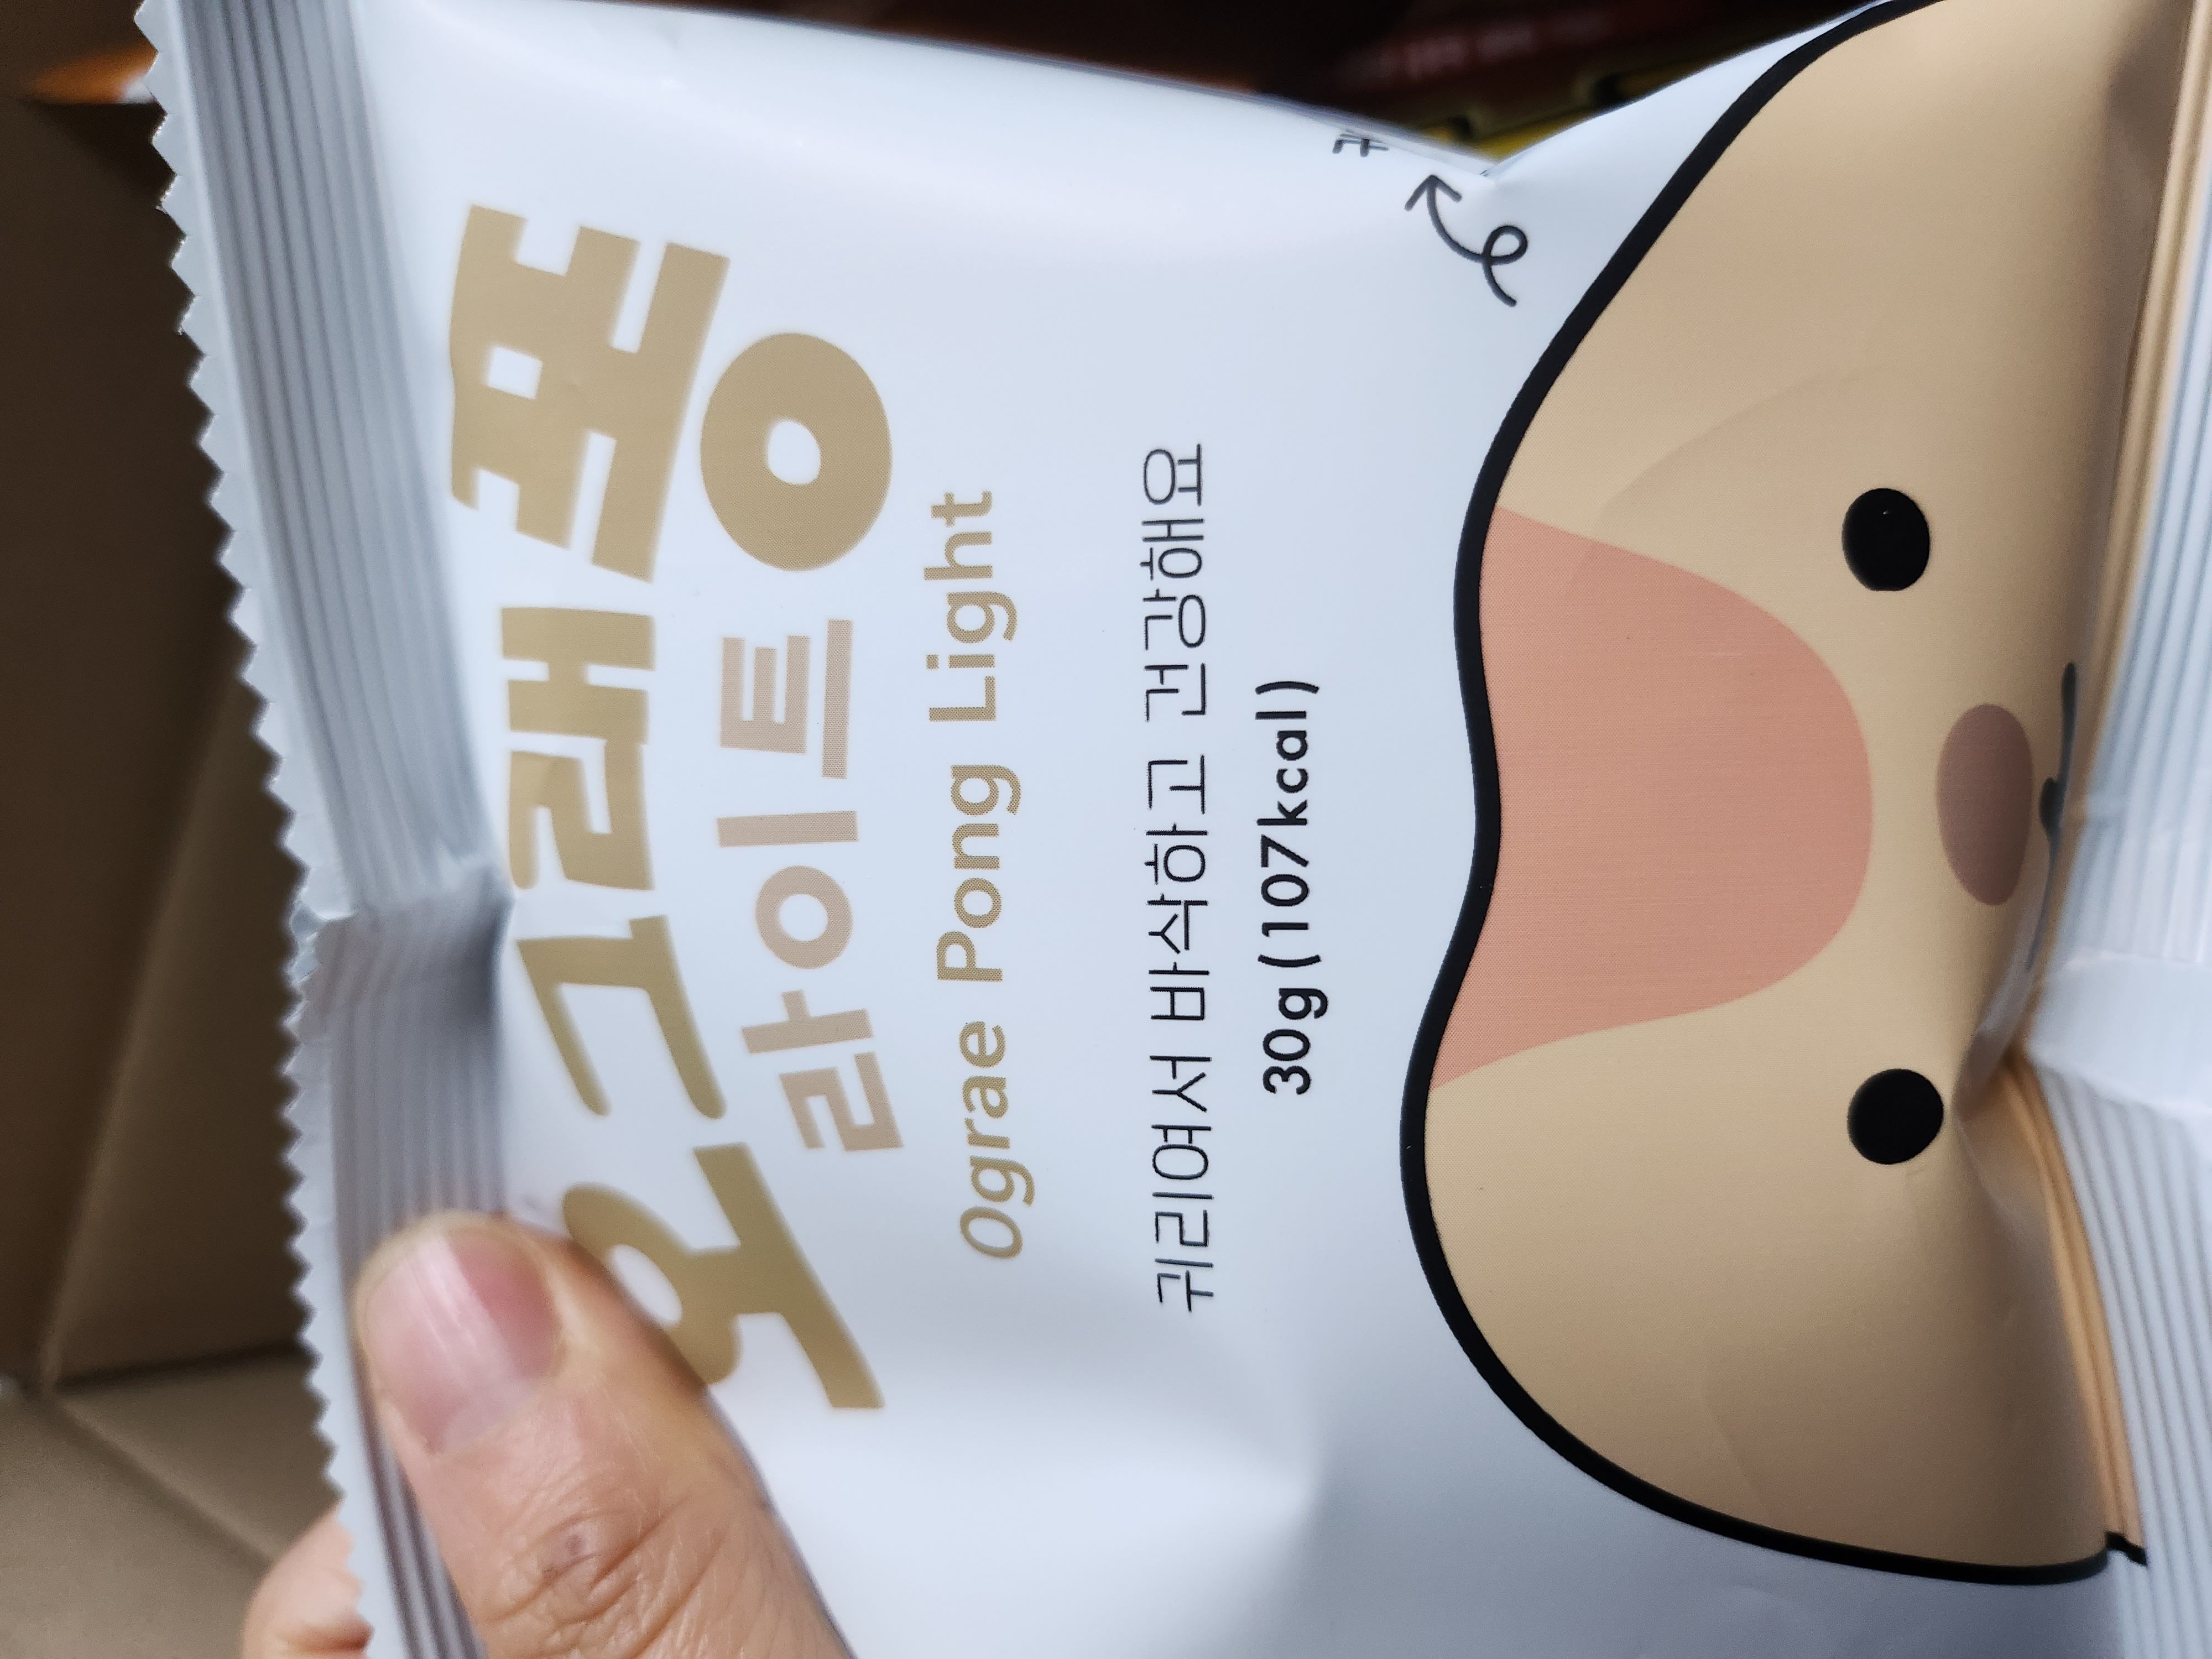 오그래퐁
라이트
Ograe Pong Light
귀리여서 바삭하고 건강해요
30g (107kcal)